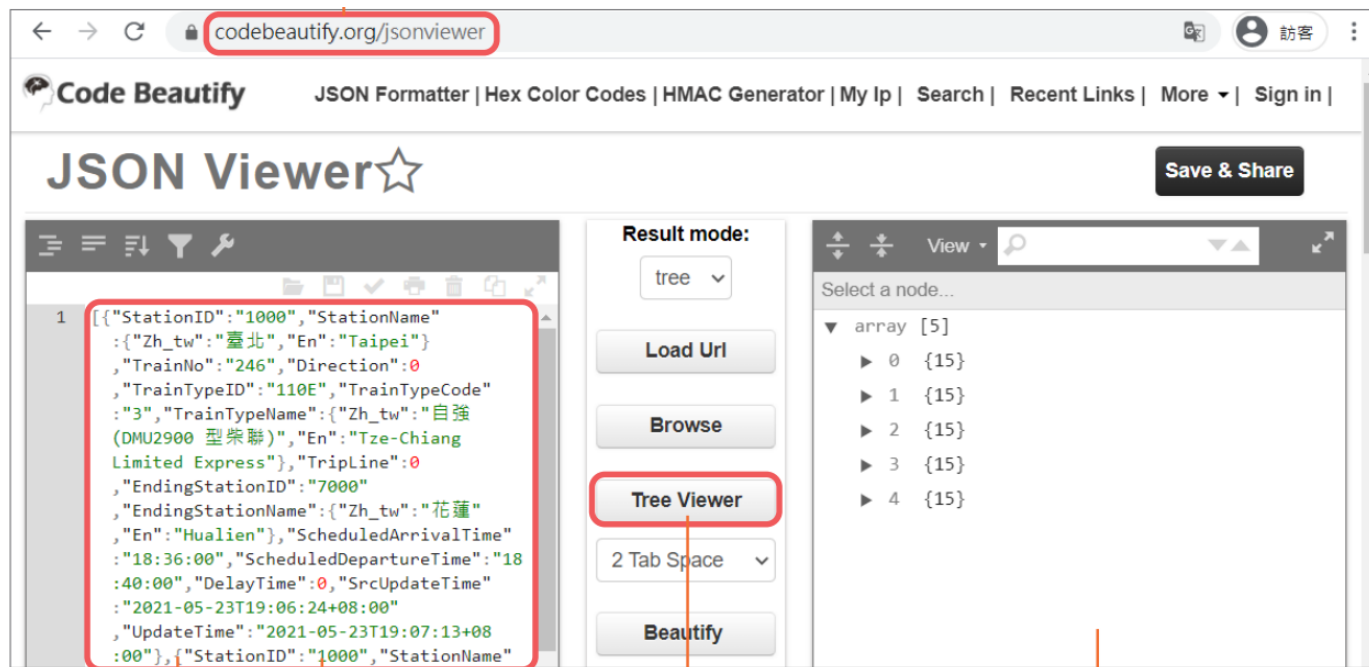 codebeautify.org/jsonviewer
訪客
Code Beautify
JSON Formatter | Hex Color Codes | HMAC Generator | My Ip | Search | Recent Links | More | Sign in |
JSON Viewer
Save & Share
1
[{"StationID":"1000","StationName"
:{"Zh_tw":"臺北","En":"Taipei"}
,"TrainNo":"246","Direction":0
,"TrainTypeID":"110E","TrainTypeCode"
:"3","TrainTypeName":{"Zh_tw":"自強
(DMU2900 型柴聯)","En":"Tze-Chiang
Limited Express"},"TripLine":0
,"EndingStationID":"7000"
,"EndingStationName":{"Zh_tw":"花蓮"
,"En":"Hualien"},"ScheduledArrivalTime"
:"18:36:00","ScheduledDepartureTime":"18
:40:00","DelayTime":0,"SrcUpdateTime"
:"2021-05-23T19:06:24+08:00"
,"UpdateTime":"2021-05-23T19:07:13+08
:00"},{"StationID":"1000","StationName"
Result mode:
tree
Load Url
Browse
Tree Viewer
2 Tab Space
Beautify
View
Select a node...
array [5]
0 {15}
1 {15}
2 {15}
3 {15}
4 {15}